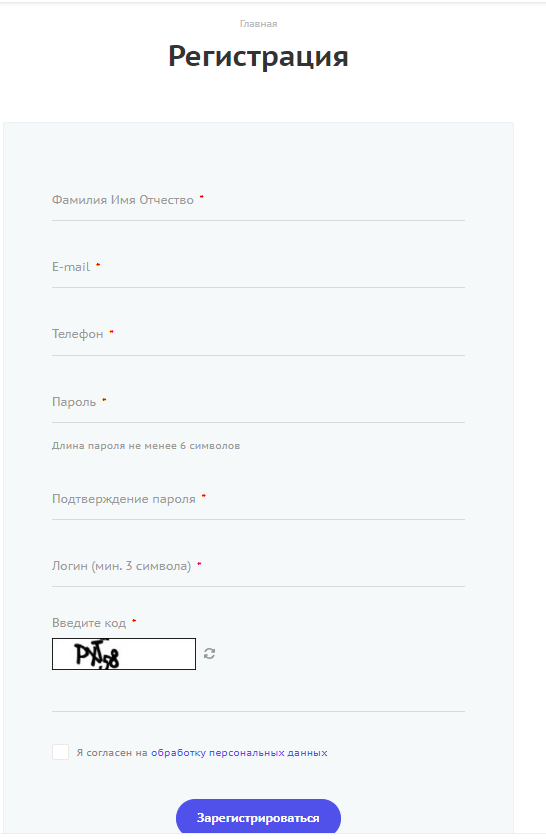 Главная
Регистрация
Фамилия Имя Отчество *
E-mail *
Телефон *
Пароль *
Длина пароля не менее 6 символов
Подтверждение пароля *
Логин (мин. 3 символа) *
Введите код *
Я согласен на обработку персональных данных
Зарегистрироваться